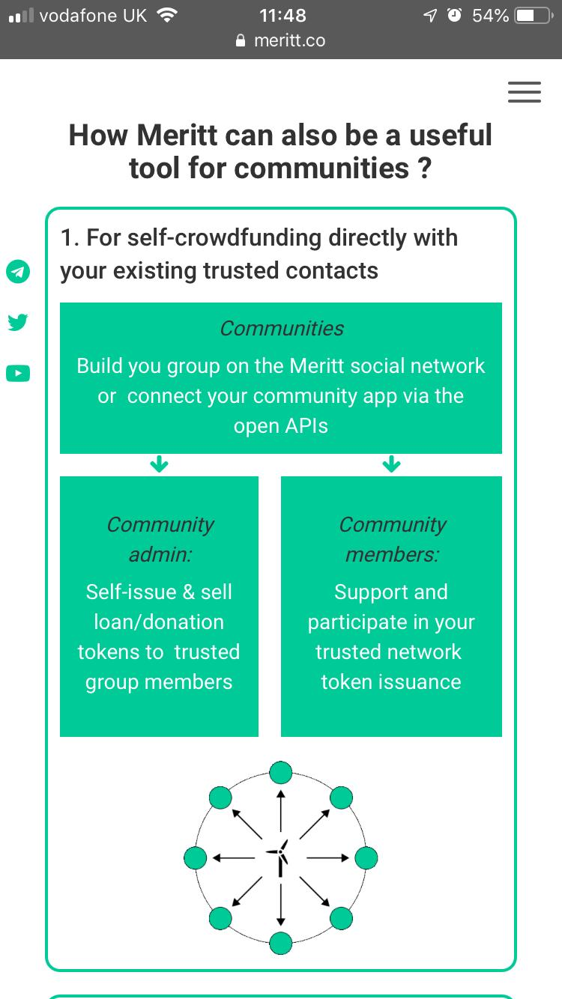 vodafone UK 11:48 54%
meritt.co
How Meritt can also be a useful
tool for communities ?
1. For self-crowdfunding directly with
your existing trusted contacts
Communities
Build you group on the Meritt social network
or connect your community app via the
open APIs
Community
admin:
Self-issue & sell
loan/donation
tokens to trusted
group members
Community
members:
Support and
participate in your
trusted network
token issuance